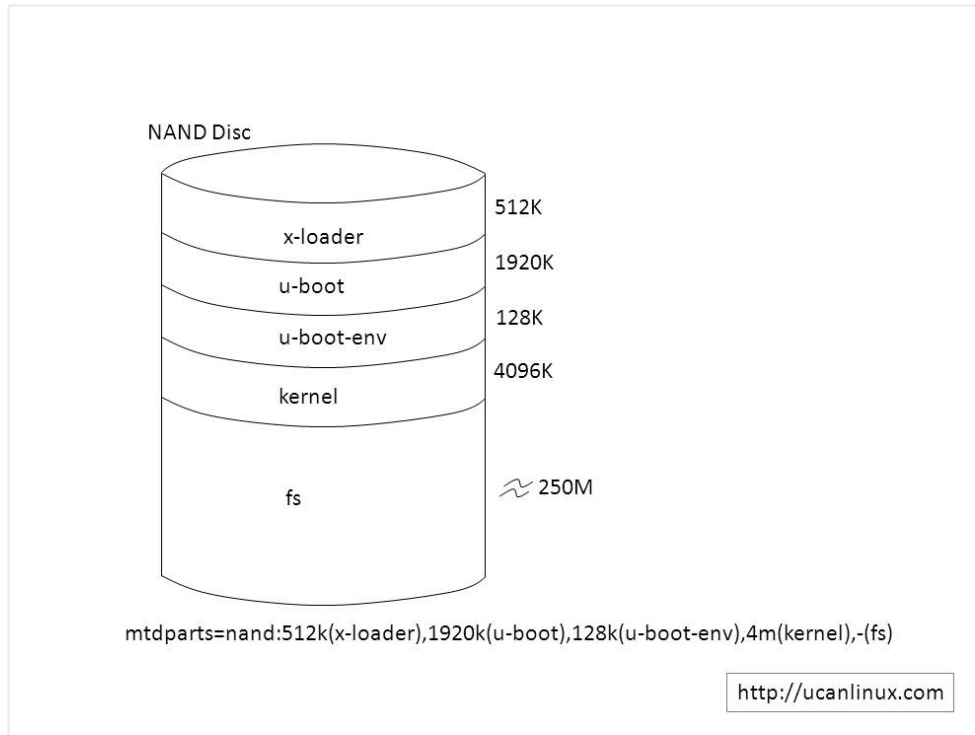 NAND Disc
512K
x-loader
1920K
u-boot
128K
u-boot-env
4096K
kernel
fs
250M
mtdparts=nand:512k(x-loader),1920k(u-boot),128k(u-boot-env),4m(kernel),-(fs)
http://ucanlinux.com